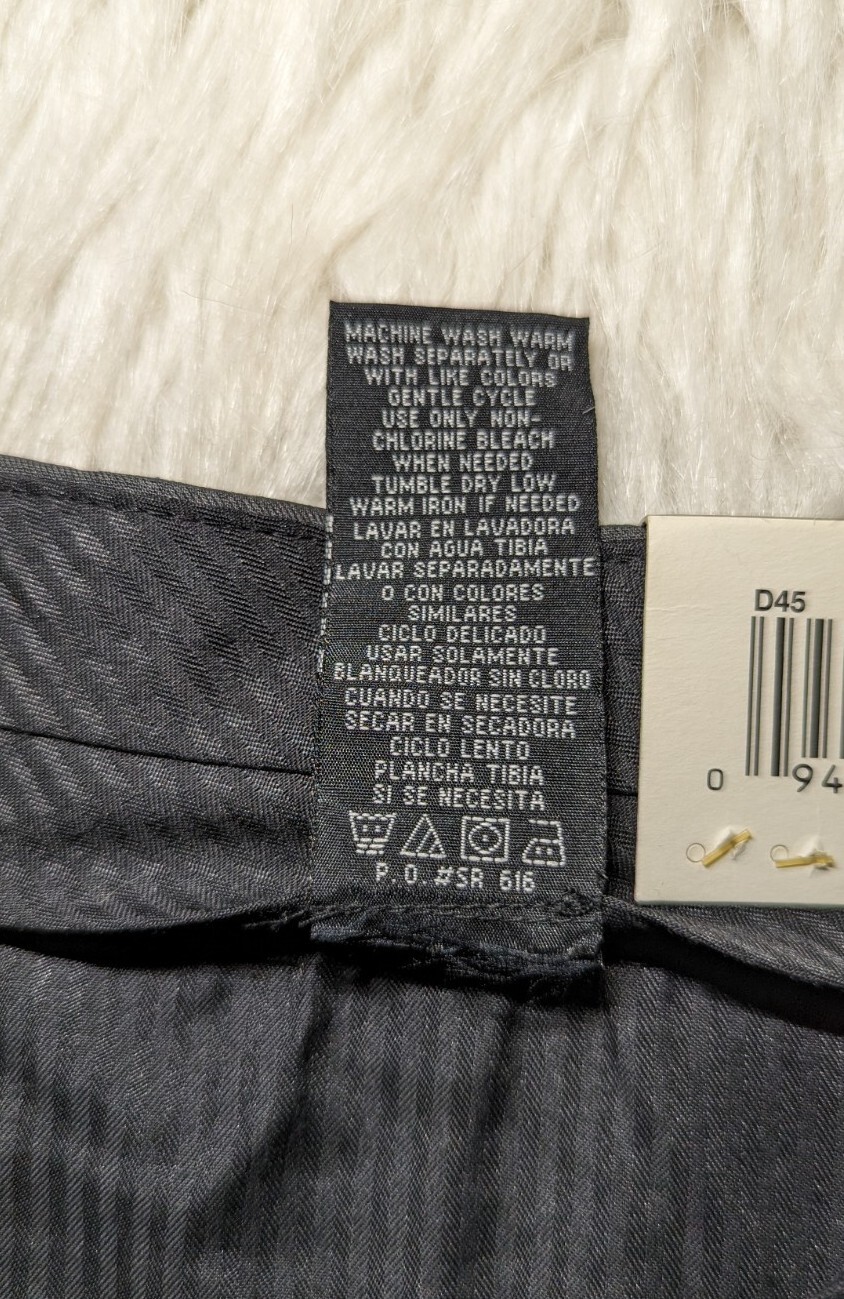 MACHINE WASH WARM
WASH SEPARATELY OR
WITH LIKE COLORS
GENTLE CYCLE
USE ONLY NON-
CHLORINE BLEACH
WHEN NEEDED
TUMBLE DRY LOW
WARM IRON IF NEEDED
LAVAR EN LAVADORA
CON AGUA TIBIA
LAVAR SEPARADAMENTE
O CON COLORES
SIMILARES
CICLO DELICADO
USAR SOLAMENTE
BLANQUEADOR SIN CLORO
CUANDO SE NECESITE
SECAR EN SECADORA
CICLO LENTO
PLANCHA TIBIA
SI SE NECESITA
P.O. #SR 616
D45
0 94